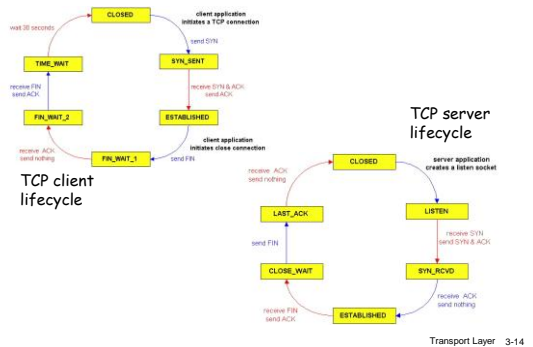 CLOSED
client application
initiates a TCP connection
wait 30 seconds
send SYN
TIME_WAIT
SYN_SENT
receive FIN
send ACK
receive SYN & ACK
send ACK
FIN_WAIT_2
ESTABLISHED
client application
initiates close connection
receive ACK
send nothing
FIN_WAIT_1
send FIN
TCP client
lifecycle
TCP server
lifecycle
CLOSED
server application
creates a listen socket
receive ACK
send nothing
LAST_ACK
LISTEN
send FIN
receive SYN
send SYN & ACK
CLOSE_WAIT
SYN_RCVD
receive FIN
send ACK
receive ACK
send nothing
ESTABLISHED
Transport Layer 3-14